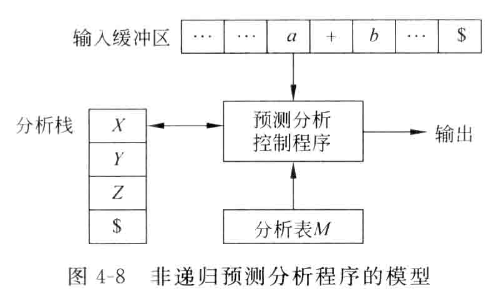 输入缓冲区 … … a + b … $
分析栈
X
Y
Z
$
预测分析
控制程序
输出
分析表M
图 4-8 非递归预测分析程序的模型